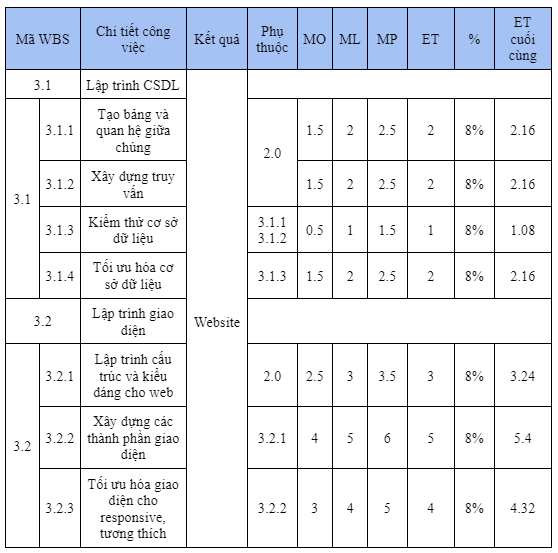 Mã WBS
Chi tiết công
việc
Kết quả
Phụ
thuộc
MO
ML
MP
ET
%
ET
cuối
cùng
3.1
Lập trình CSDL
3.1
3.1.1
Tạo bảng và
quan hệ giữa
chúng
2.0
1.5
2
2.5
2
8%
2.16
3.1.2
Xây dựng truy
vấn
1.5
2
2.5
2
8%
2.16
3.1.3
Kiểm thử cơ sở
dữ liệu
3.1.1
3.1.2
0.5
1
1.5
1
8%
1.08
3.1.4
Tối ưu hóa cơ
sở dữ liệu
3.1.3
1.5
2
2.5
2
8%
2.16
3.2
Lập trình giao
diện
Website
3.2
3.2.1
Lập trình cấu
trúc và kiểu
dáng cho web
2.0
2.5
3
3.5
3
8%
3.24
3.2.2
Xây dựng các
thành phần giao
diện
3.2.1
4
5
6
5
8%
5.4
3.2.3
Tối ưu hóa giao
diện cho
responsive,
tương thích
3.2.2
3
4
5
4
8%
4.32